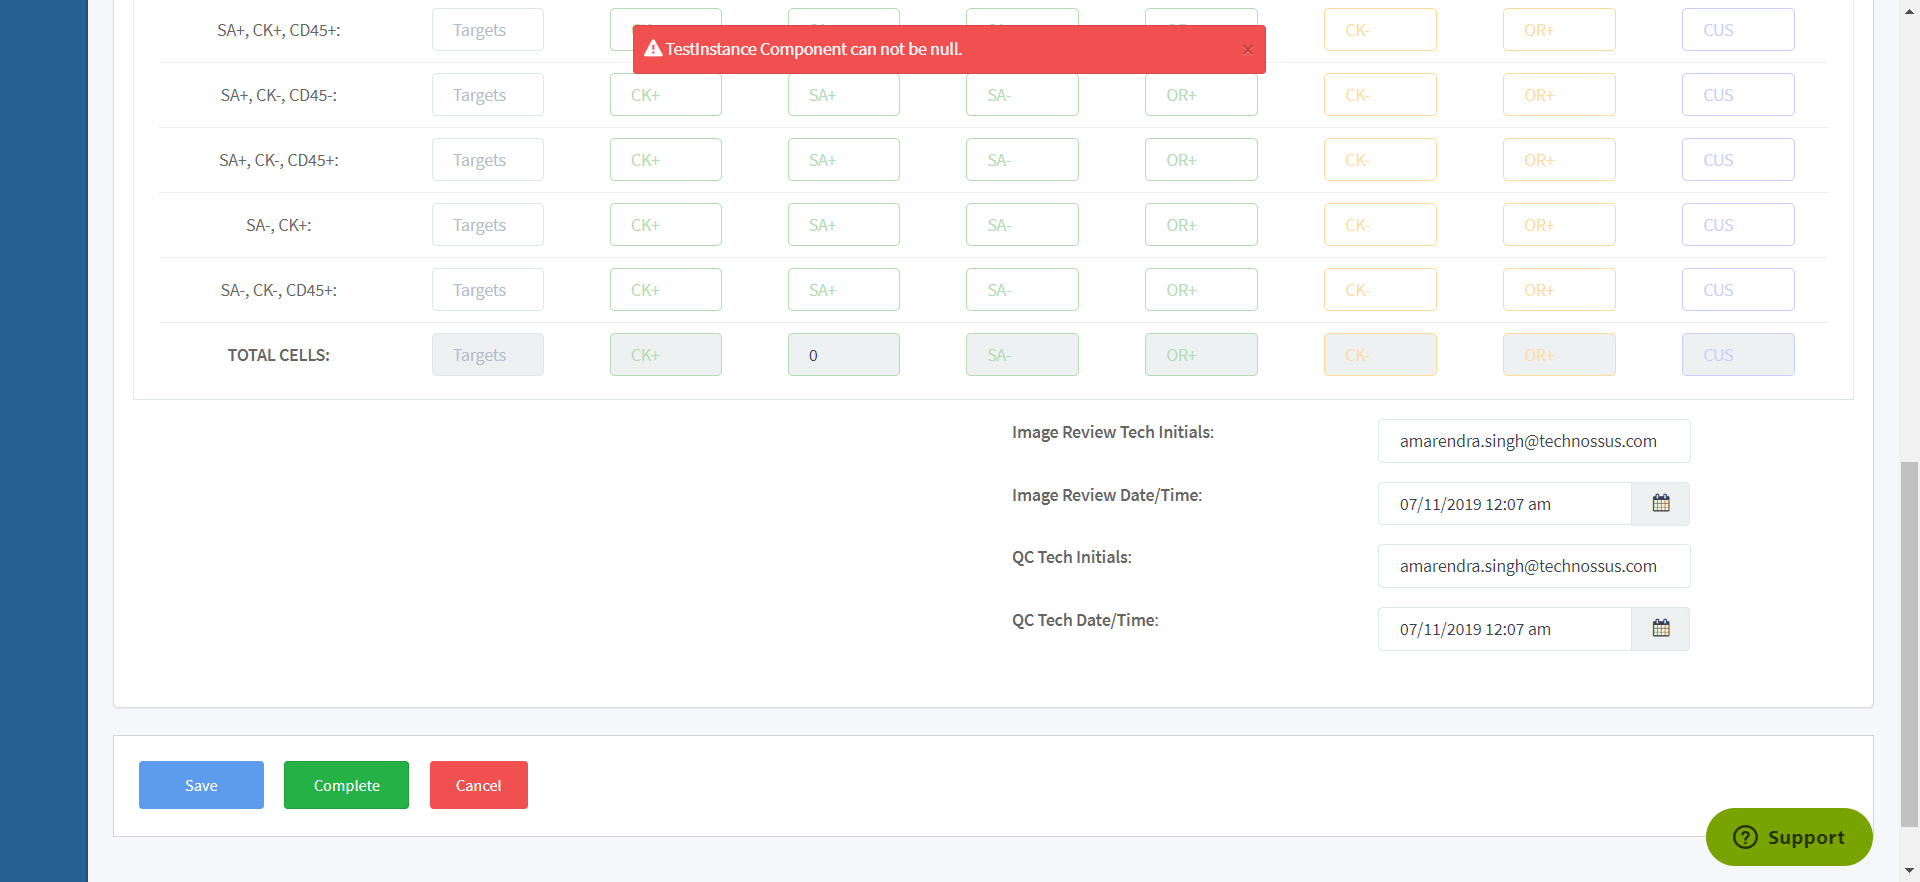 SA+, CK+, CD45+: Targets CK- OR+ CUS
TestInstance Component can not be null. ×
SA+, CK-, CD45-: Targets CK+ SA+ SA- OR+ CK- OR+ CUS
SA+, CK-, CD45+: Targets CK+ SA+ SA- OR+ CK- OR+ CUS
SA-, CK+: Targets CK+ SA+ SA- OR+ CK- OR+ CUS
SA-, CK-, CD45+: Targets CK+ SA+ SA- OR+ CK- OR+ CUS
TOTAL CELLS: Targets CK+ 0 SA- OR+ CK- OR+ CUS
Image Review Tech Initials: amarendra.singh@technossus.com
Image Review Date/Time: 07/11/2019 12:07 am
QC Tech Initials: amarendra.singh@technossus.com
QC Tech Date/Time: 07/11/2019 12:07 am
Save Complete Cancel
Support